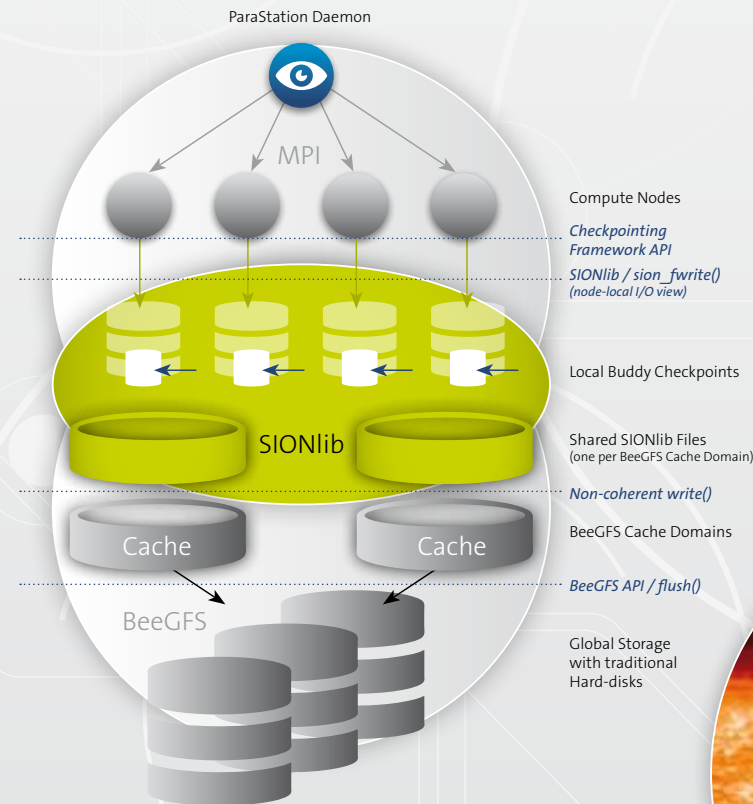 ParaStation Daemon
MPI
Compute Nodes
Checkpointing
Framework API
SIONlib / sion_fwrite()
(node-local I/O view)
Local Buddy Checkpoints
SIONlib
Shared SIONlib Files
(one per BeeGFS Cache Domain)
Non-coherent write()
Cache
Cache
BeeGFS Cache Domains
BeeGFS API / flush()
BeeGFS
Global Storage
with traditional
Hard-disks